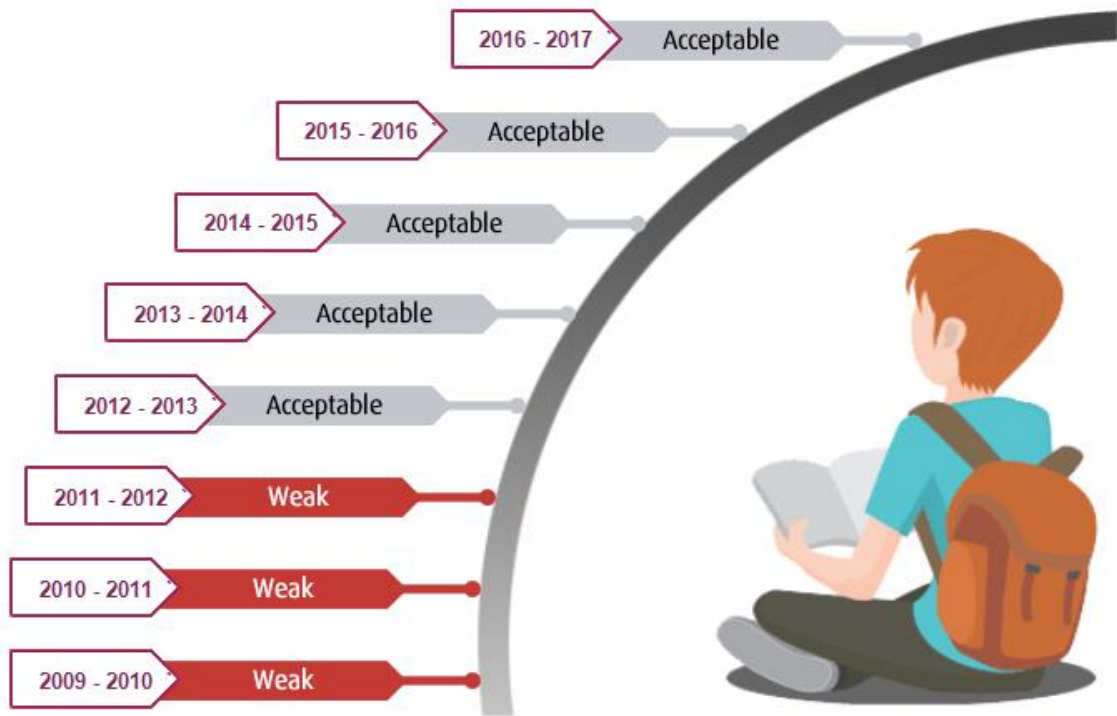 2016 - 2017 Acceptable
2015 - 2016 Acceptable
2014 - 2015 Acceptable
2013 - 2014 Acceptable
2012 - 2013 Acceptable
2011 - 2012 Weak
2010 - 2011 Weak
2009 - 2010 Weak